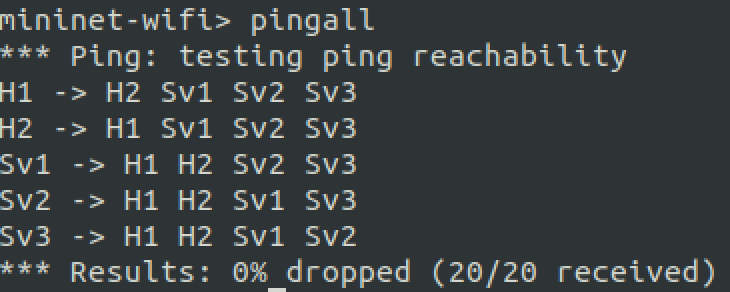 mininet-wifi> pingall
*** Ping: testing ping reachability
H1 -> H2 Sv1 Sv2 Sv3
H2 -> H1 Sv1 Sv2 Sv3
Sv1 -> H1 H2 Sv2 Sv3
Sv2 -> H1 H2 Sv1 Sv3
Sv3 -> H1 H2 Sv1 Sv2
*** Results: 0% dropped (20/20 received)